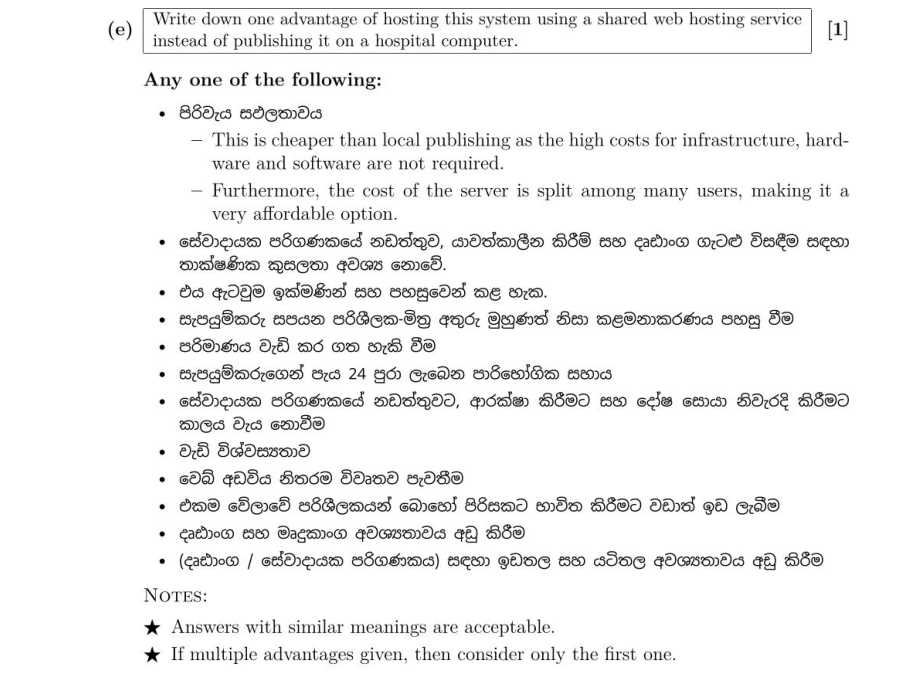 (e) Write down one advantage of hosting this system using a shared web hosting service [1]
instead of publishing it on a hospital computer.
Any one of the following:
• පිරිවැය සඵලතාවය
– This is cheaper than local publishing as the high costs for infrastructure, hard-
ware and software are not required.
– Furthermore, the cost of the server is split among many users, making it a
very affordable option.
• සේවාදායක පරිගණකයේ නඩත්තුව, යාවත්කාලීන කිරීම් සහ දෘඪාංග ගැටළු විසඳීම සඳහා
තාක්ෂණික කුසලතා අවශ්‍ය නොවේ.
• එය ඇටවුම ඉක්මණින් සහ පහසුවෙන් කළ හැක.
• සැපයුම්කරු සපයන පරිශීලක-මිත්‍ර අතුරු මුහුණත් නිසා කළමනාකරණය පහසු වීම
• පරිමාණය වැඩි කර ගත හැකි වීම
• සැපයුම්කරුගෙන් පැය 24 පුරා ලැබෙන පාරිභෝගික සහාය
• සේවාදායක පරිගණකයේ නඩත්තුවට, ආරක්ෂා කිරීමට සහ දෝෂ සොයා නිවැරදි කිරීමට
කාලය වැය නොවීම
• වැඩි විශ්වස්‍යතාව
• වෙබ් අඩවිය නිතරම විවෘතව පැවතීම
• එකම වේලාවේ පරිශීලකයන් බොහෝ පිරිසකට භාවිත කිරීමට වඩාත් ඉඩ ලැබීම
• දෘඪාංග සහ මෘදුකාංග අවශ්‍යතාවය අඩු කිරීම
• (දෘඪාංග / සේවාදායක පරිගණකය) සඳහා ඉඩතල සහ යටිතල අවශ්‍යතාවය අඩු කිරීම
NOTES:
★ Answers with similar meanings are acceptable.
★ If multiple advantages given, then consider only the first one.